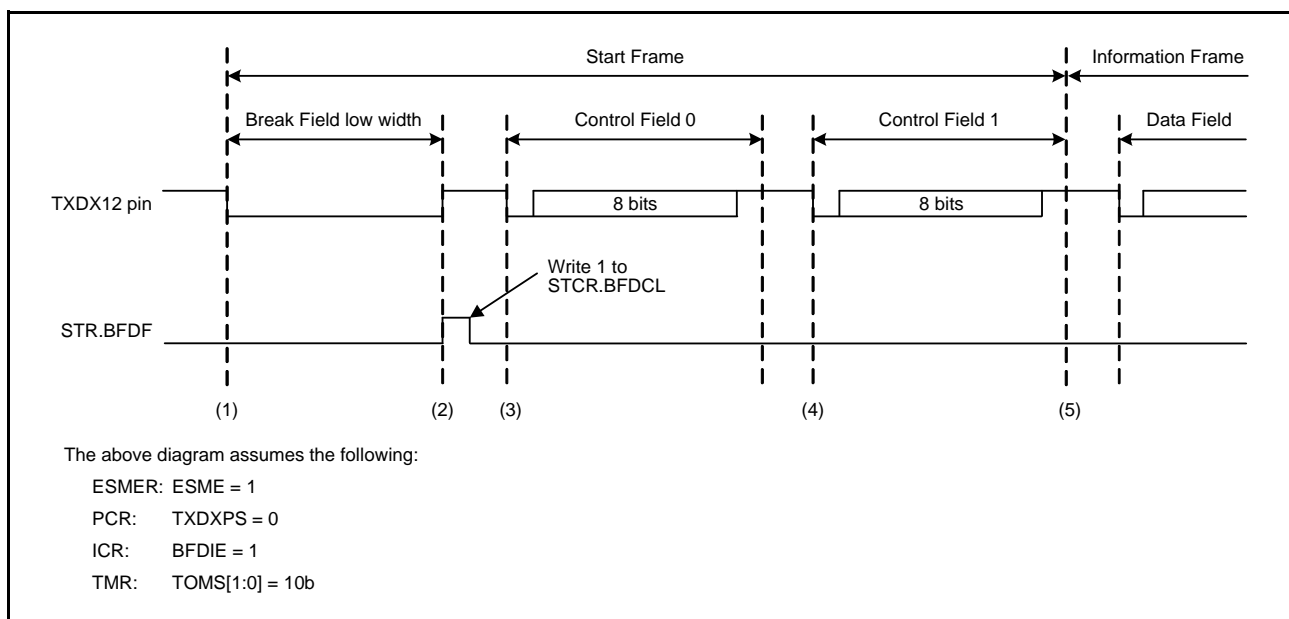 Start Frame Information Frame
Break Field low width Control Field 0 Control Field 1 Data Field
TXDX12 pin 8 bits 8 bits
Write 1 to
STCR.BFDCL
STR.BFDF
(1) (2) (3) (4) (5)
The above diagram assumes the following:
ESMER: ESME = 1
PCR: TXDXPS = 0
ICR: BFDIE = 1
TMR: TOMS[1:0] = 10b